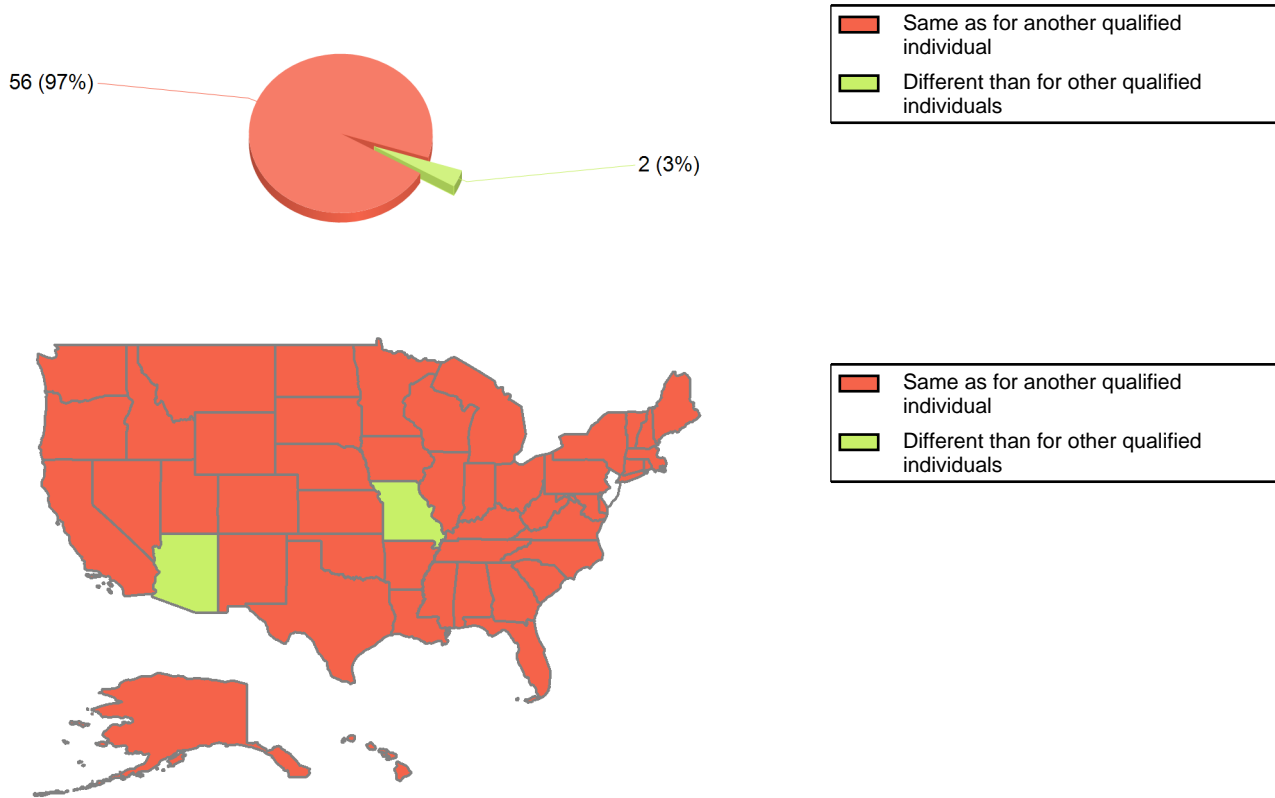 56 (97%)
2 (3%)
Same as for another qualified
individual
Different than for other qualified
individuals
Same as for another qualified
individual
Different than for other qualified
individuals